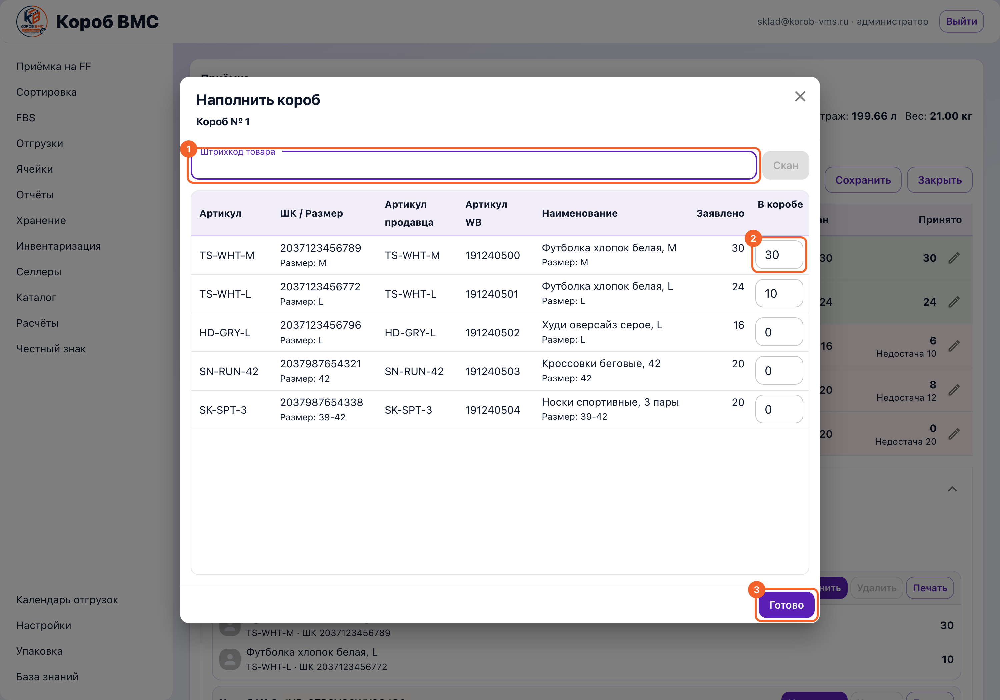 КОРОБ ВМС
Короб ВМС
sklad@korob-vms.ru · администратор
Выйти
Приёмка на FF
Сортировка
FBS
Отгрузки
Ячейки
Отчёты
Хранение
Инвентаризация
Селлеры
Каталог
Расчёты
Честный знак
Календарь отгрузок
Настройки
Упаковка
База знаний
траж: 199.66 л Вес: 21.00 кг
Сохранить
Закрыть
Принято
30 30
24 24
16 6
Недостача 10
20 8
Недостача 12
20 0
Недостача 20
Наполнить короб
Короб № 1
1
Штрихкод товара
Скан
Артикул ШК / Размер Артикул продавца Артикул WB Наименование Заявлено В коробе
2
TS-WHT-M 2037123456789 TS-WHT-M 191240500 Футболка хлопок белая, M 30 30
Размер: M Размер: M
TS-WHT-L 2037123456772 TS-WHT-L 191240501 Футболка хлопок белая, L 24 10
Размер: L Размер: L
HD-GRY-L 2037123456796 HD-GRY-L 191240502 Худи оверсайз серое, L 16 0
Размер: L Размер: L
SN-RUN-42 2037987654321 SN-RUN-42 191240503 Кроссовки беговые, 42 20 0
Размер: 42 Размер: 42
SK-SPT-3 2037987654338 SK-SPT-3 191240504 Носки спортивные, 3 пары 20 0
Размер: 39-42 Размер: 39-42
3
Готово
нить
Удалить
Печать
TS-WHT-M · ШК 2037123456789
30
Футболка хлопок белая, L
TS-WHT-L · ШК 2037123456772
10